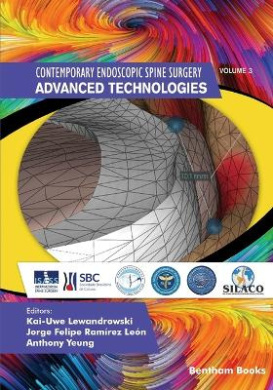 CONTEMPORARY ENDOSCOPIC SPINE SURGERY VOLUME 3
ADVANCED TECHNOLOGIES
SBC
SILACO
Editors:
Kai-Uwe Lewandrowski
Jorge Felipe Ramírez León
Anthony Yeung
Bentham Books